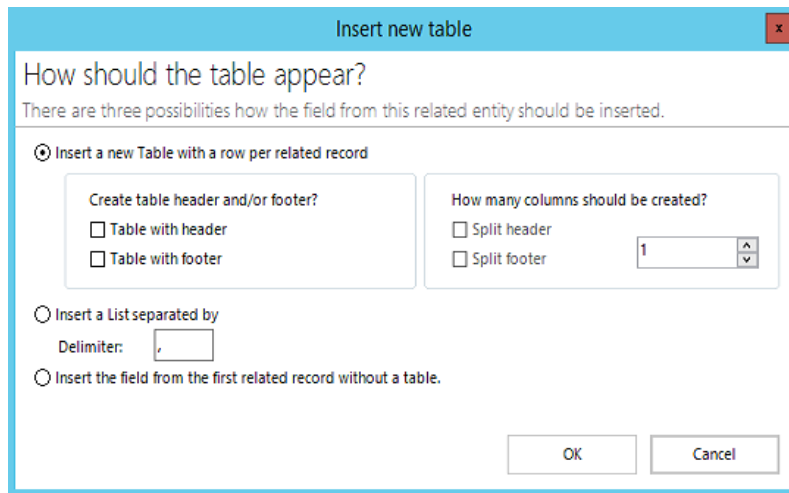 Insert new table
x
How should the table appear?
There are three possibilities how the field from this related entity should be inserted.
Insert a new Table with a row per related record
Create table header and/or footer?
Table with header
Table with footer
How many columns should be created?
Split header
Split footer
1
Insert a List separated by
Delimiter: ,
Insert the field from the first related record without a table.
OK
Cancel